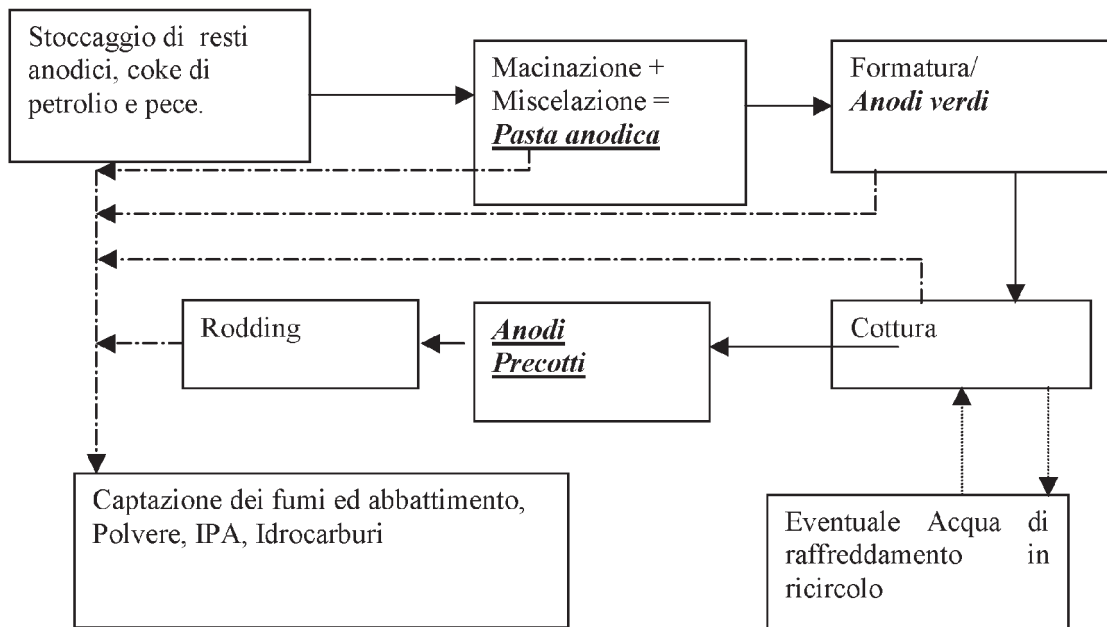 Stoccaggio di resti
anodici, coke di
petrolio e pece.
Macinazione +
Miscelazione =
Pasta anodica
Formatura/
Anodi verdi
Rodding
Anodi
Precotti
Cottura
Captazione dei fumi ed abbattimento,
Polvere, IPA, Idrocarburi
Eventuale Acqua di
raffreddamento in
ricircolo